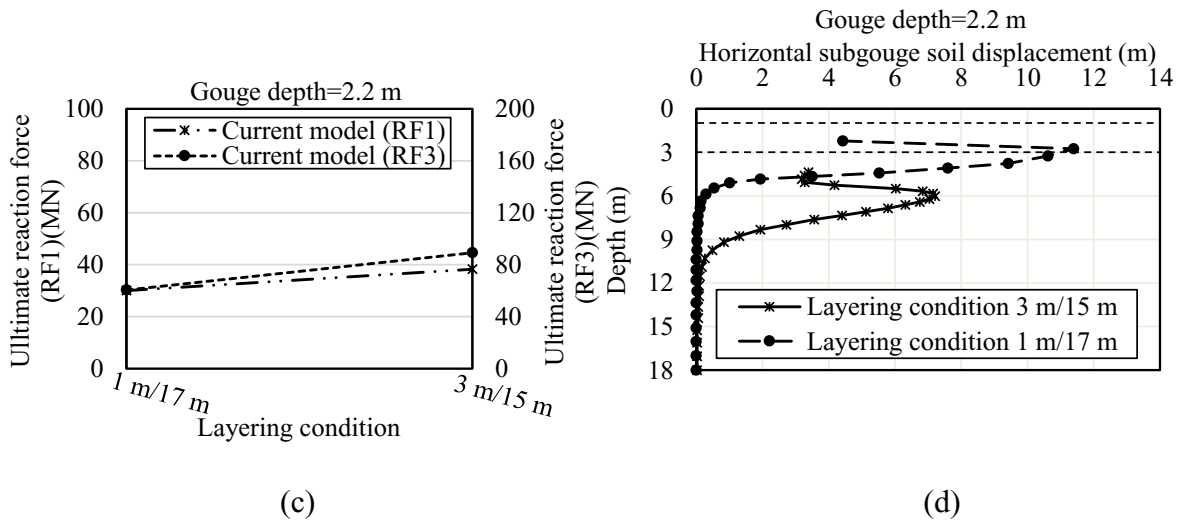 Gouge depth=2.2 m
Ulltimate reaction force
(RF1)(MN)
100
80
60
40
20
0
Current model (RF1)
Current model (RF3)
200
160
120
80
40
0
Ultimate reaction force
(RF3)(MN)
1 m/17 m
3 m/15 m
Layering condition
(c)
Gouge depth=2.2 m
Horizontal subgouge soil displacement (m)
0 2 4 6 8 10 12 14
Depth (m)
0
3
6
9
12
15
18
Layering condition 3 m/15 m
Layering condition 1 m/17 m
(d)